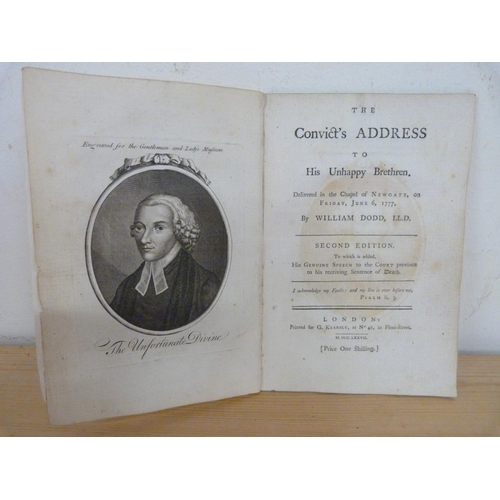 Engraved for the Gentleman and Lady's Museum
The Unfortunate Divine
THE
Convict's ADDRESS
TO
His Unhappy Brethren.
Delivered in the Chapel of NEWGATE, on
FRIDAY, JUNE 6, 1777.
By WILLIAM DODD, LL.D.
SECOND EDITION.
To which is added,
His GENUINE SPEECH to the COURT previous
to his receiving Sentence of Death.
I acknowledge my Faults; and my sin is ever before me,
PSALM li. 3.
LONDON:
Printed for G. KEARSLY, at Nº 46, in Fleet-Street.
M.DCC.LXXVII.
[Price One Shilling.]